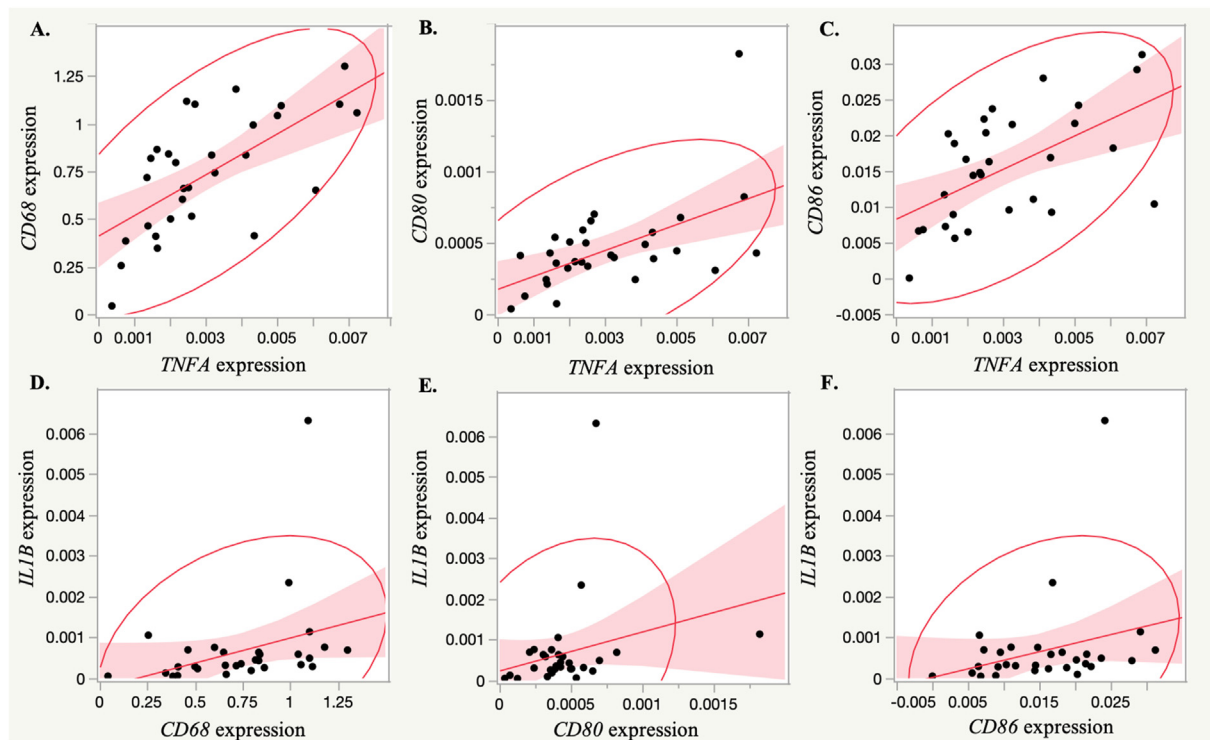 A.
CD68 expression
1.25
1
0.75
0.5
0.25
0
0 0.001 0.003 0.005 0.007
TNFA expression
B.
CD80 expression
0.0015
0.0005
0
0 0.001 0.003 0.005 0.007
TNFA expression
C.
CD86 expression
0.03
0.025
0.02
0.015
0.01
0.005
0
-0.005
0 0.001 0.003 0.005 0.007
TNFA expression
D.
IL1B expression
0.006
0.005
0.004
0.003
0.002
0.001
0
0 0.25 0.5 0.75 1 1.25
CD68 expression
E.
IL1B expression
0.006
0.005
0.004
0.003
0.002
0.001
0
0 0.0005 0.001 0.0015
CD80 expression
F.
IL1B expression
0.006
0.005
0.004
0.003
0.002
0.001
0
-0.005 0.005 0.015 0.025
CD86 expression